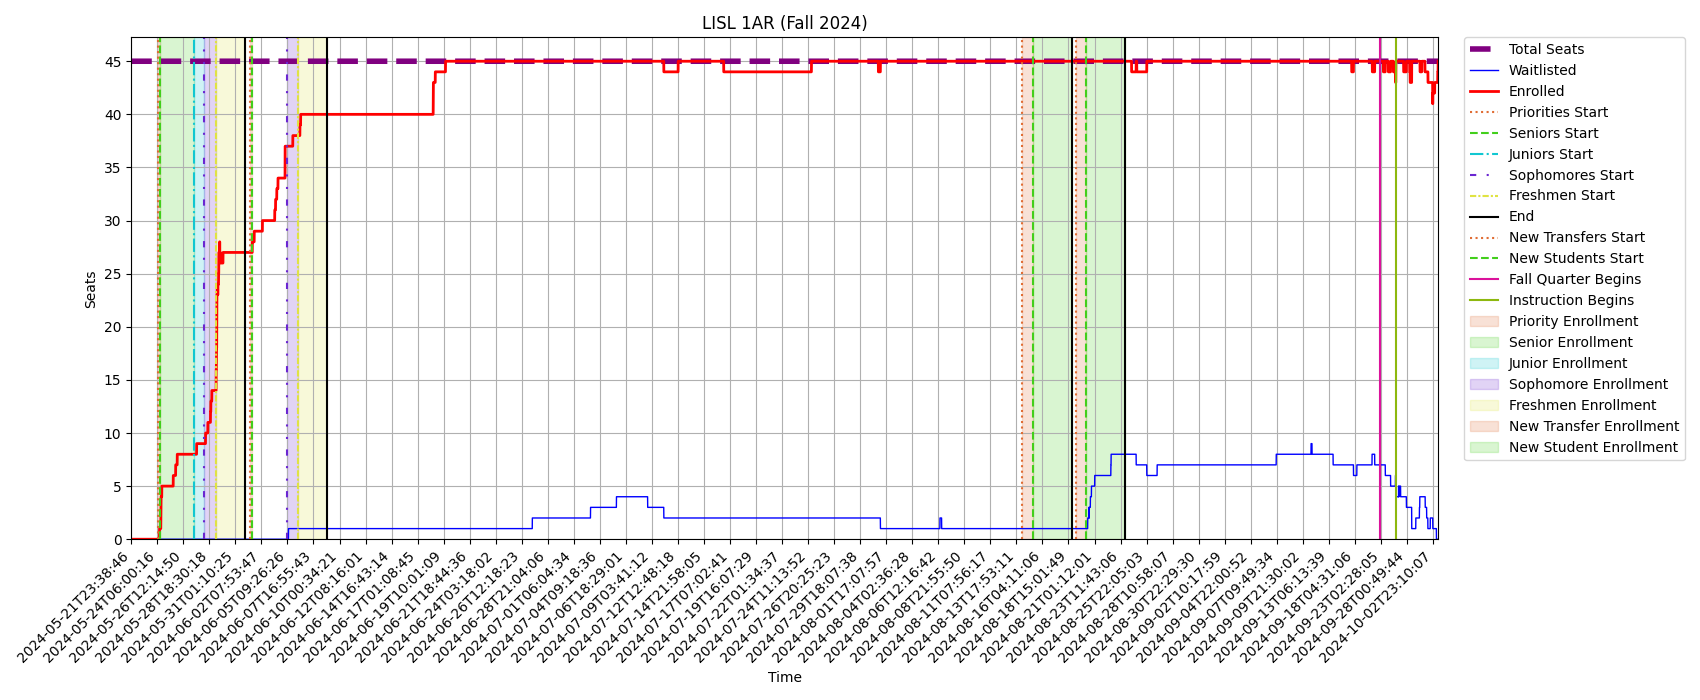 LISL 1AR (Fall 2024)
Seats
45
40
35
30
25
20
15
10
5
0
2024-05-21T23:38:46
2024-05-24T06:00:16
2024-05-26T12:14:50
2024-05-28T18:30:18
2024-05-31T01:10:25
2024-06-02T07:53:47
2024-06-05T09:26:26
2024-06-07T16:55:43
2024-06-10T00:34:21
2024-06-12T08:16:01
2024-06-14T16:43:14
2024-06-17T01:08:45
2024-06-19T10:01:09
2024-06-21T18:44:36
2024-06-24T03:18:02
2024-06-26T12:18:23
2024-06-28T21:04:06
2024-07-01T06:04:34
2024-07-04T09:18:36
2024-07-06T18:29:01
2024-07-09T03:41:12
2024-07-12T12:48:18
2024-07-14T21:58:05
2024-07-17T07:02:41
2024-07-19T16:07:29
2024-07-22T01:34:37
2024-07-24T11:13:52
2024-07-26T20:25:23
2024-07-29T18:07:38
2024-08-01T17:07:57
2024-08-04T02:36:28
2024-08-06T12:16:42
2024-08-08T21:55:50
2024-08-11T07:56:17
2024-08-13T17:53:11
2024-08-16T04:11:06
2024-08-18T15:01:49
2024-08-21T01:12:01
2024-08-23T11:43:06
2024-08-25T22:05:03
2024-08-28T10:58:07
2024-08-30T22:29:30
2024-09-02T10:17:59
2024-09-04T22:00:52
2024-09-07T09:49:34
2024-09-09T21:30:02
2024-09-13T06:13:39
2024-09-18T04:31:06
2024-09-23T02:28:05
2024-09-28T00:49:44
2024-10-02T23:10:07
Time
Total Seats
Waitlisted
Enrolled
Priorities Start
Seniors Start
Juniors Start
Sophomores Start
Freshmen Start
End
New Transfers Start
New Students Start
Fall Quarter Begins
Instruction Begins
Priority Enrollment
Senior Enrollment
Junior Enrollment
Sophomore Enrollment
Freshmen Enrollment
New Transfer Enrollment
New Student Enrollment